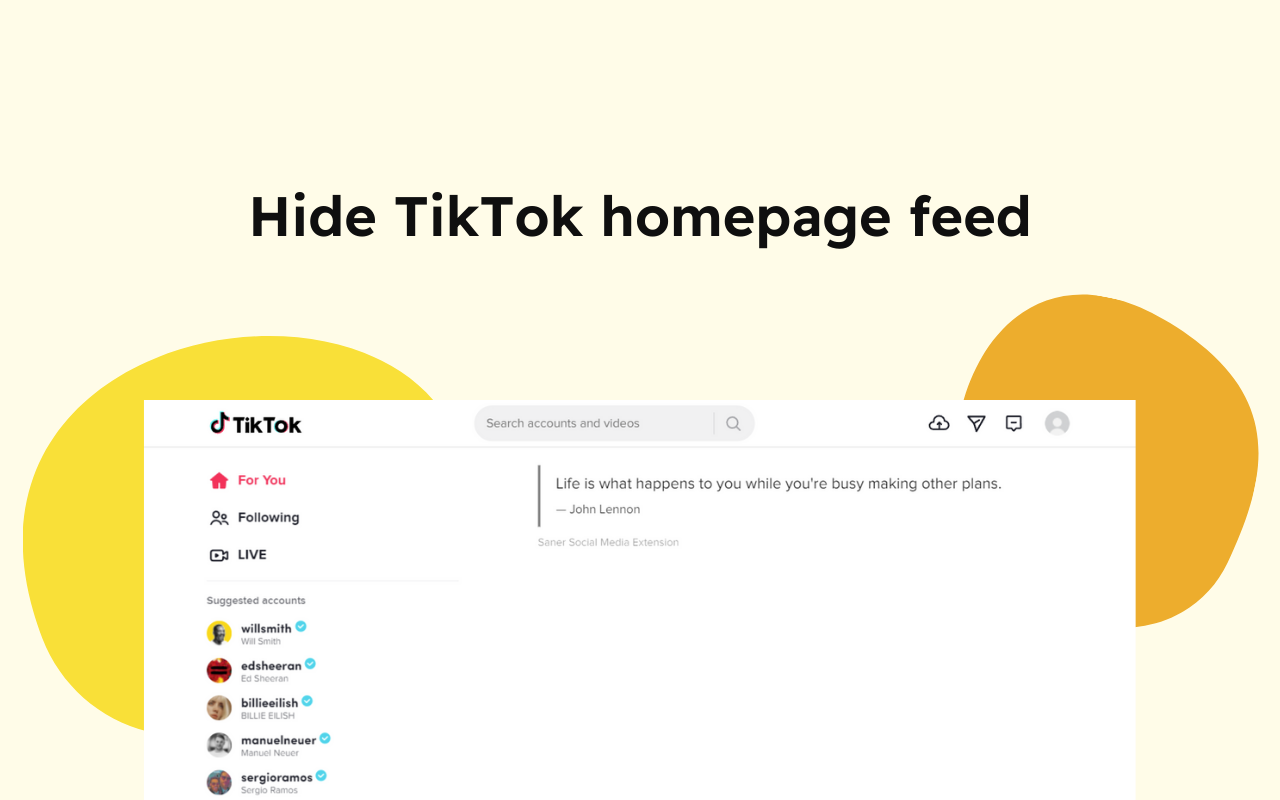 Hide TikTok homepage feed
TikTok
Search accounts and videos
For You
Following
LIVE
Suggested accounts
willsmith
Will Smith
edsheeran
Ed Sheeran
billieeilish
BILLIE EILISH
manuelneuer
Manuel Neuer
sergioramos
Sergio Ramos
Life is what happens to you while you're busy making other plans.
— John Lennon
Saner Social Media Extension